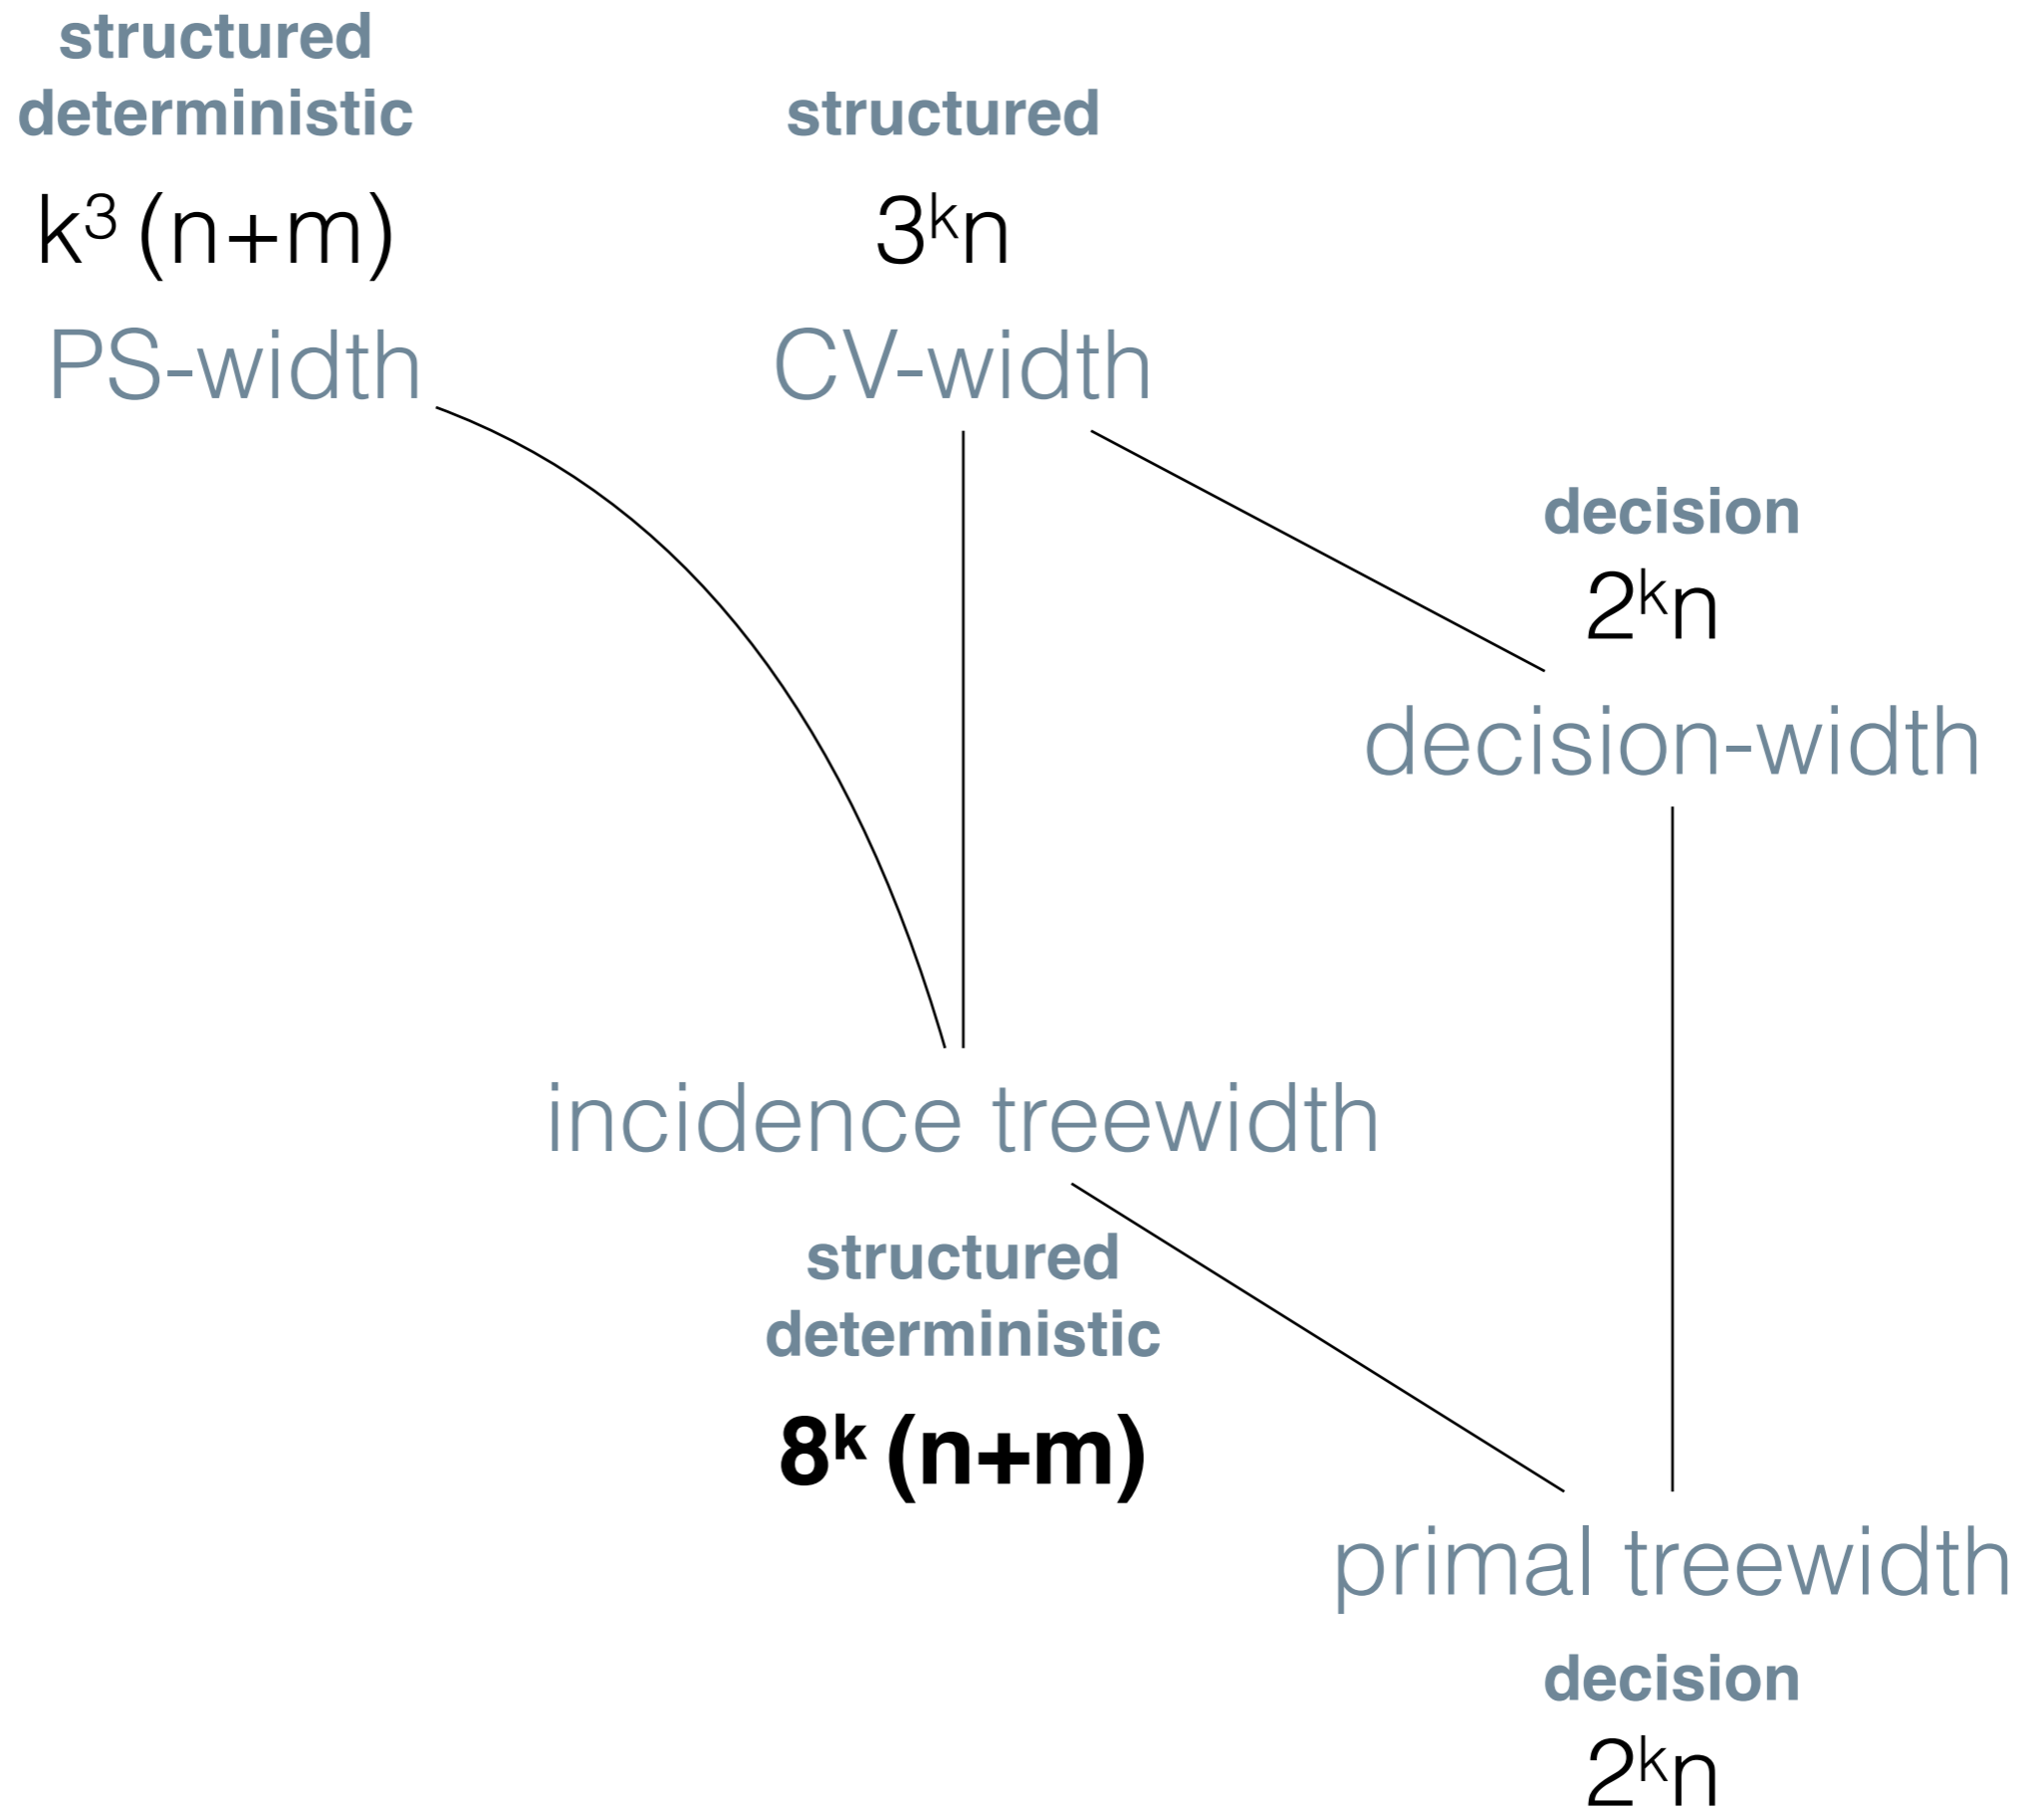 structured
deterministic
k³ (n+m)
PS-width
structured
3ᵏn
CV-width
decision
2ᵏn
decision-width
incidence treewidth
structured
deterministic
8ᵏ (n+m)
primal treewidth
decision
2ᵏn